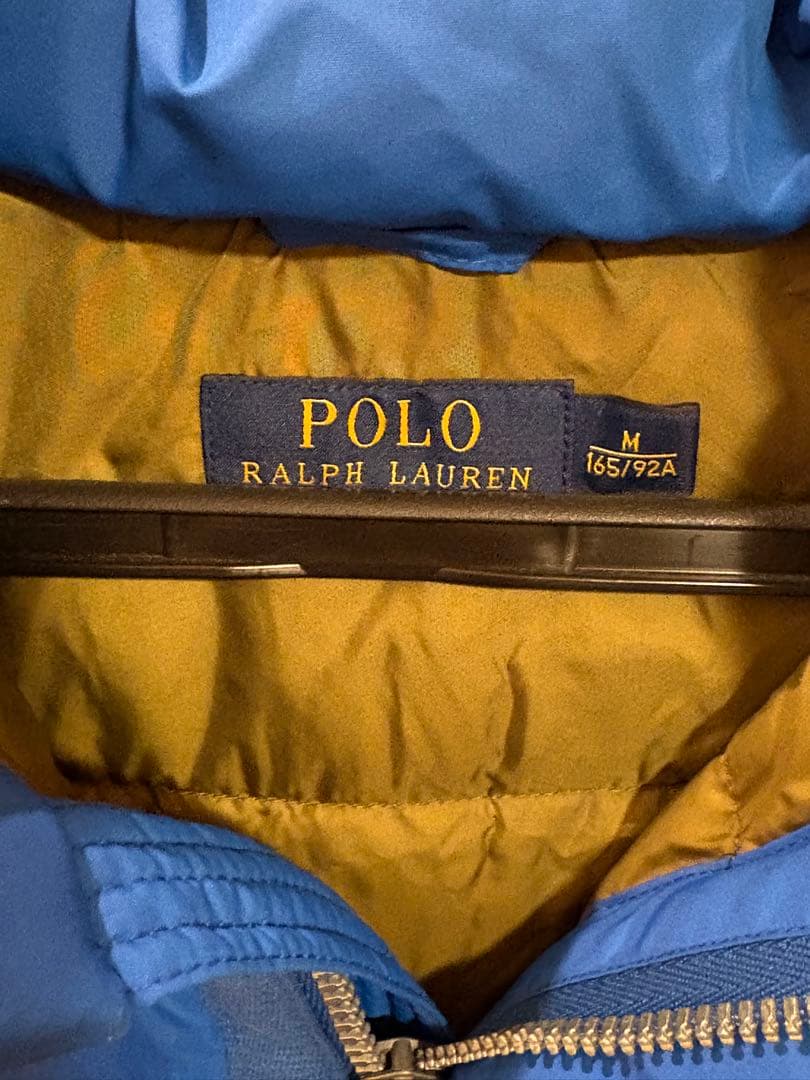 POLO
RALPH LAUREN
M
165/92A